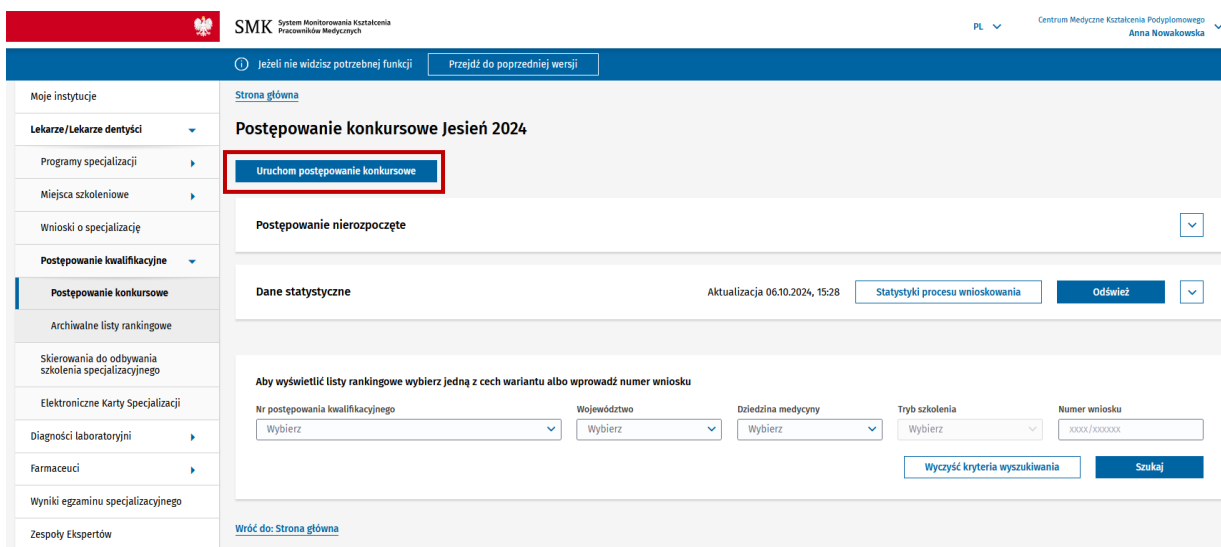 SMK System Monitorowania Kształcenia
Pracowników Medycznych
PL
Centrum Medyczne Kształcenia Podyplomowego
Anna Nowakowska
Jeżeli nie widzisz potrzebnej funkcji
Przejdź do poprzedniej wersji
Moje instytucje
Lekarze/Lekarze dentyści
Programy specjalizacji
Miejsca szkoleniowe
Wnioski o specjalizację
Postępowanie kwalifikacyjne
Postępowanie konkursowe
Archiwalne listy rankingowe
Skierowania do odbywania
szkolenia specjalizacyjnego
Elektroniczne Karty Specjalizacji
Diagności laboratoryjni
Farmaceuci
Wyniki egzaminu specjalizacyjnego
Zespoły Ekspertów
Strona główna
Postępowanie konkursowe Jesień 2024
Uruchom postępowanie konkursowe
Postępowanie nierozpoczęte
Dane statystyczne
Aktualizacja 06.10.2024, 15:28
Statystyki procesu wnioskowania
Odśwież
Aby wyświetlić listy rankingowe wybierz jedną z cech wariantu albo wprowadź numer wniosku
Nr postępowania kwalifikacyjnego
Wybierz
Województwo
Wybierz
Dziedzina medycyny
Wybierz
Tryb szkolenia
Wybierz
Numer wniosku
xxxx/xxxxxx
Wyczyść kryteria wyszukiwania
Szukaj
Wróć do: Strona główna